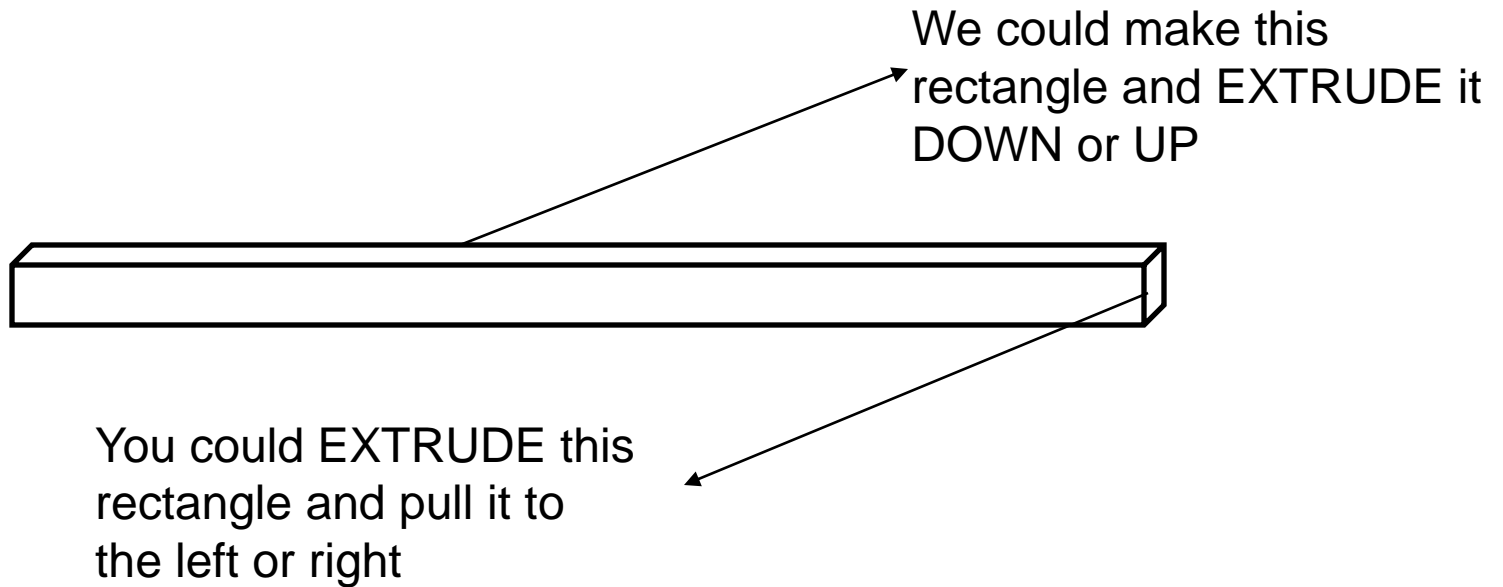 We could make this
rectangle and EXTRUDE it
DOWN or UP
You could EXTRUDE this
rectangle and pull it to
the left or right